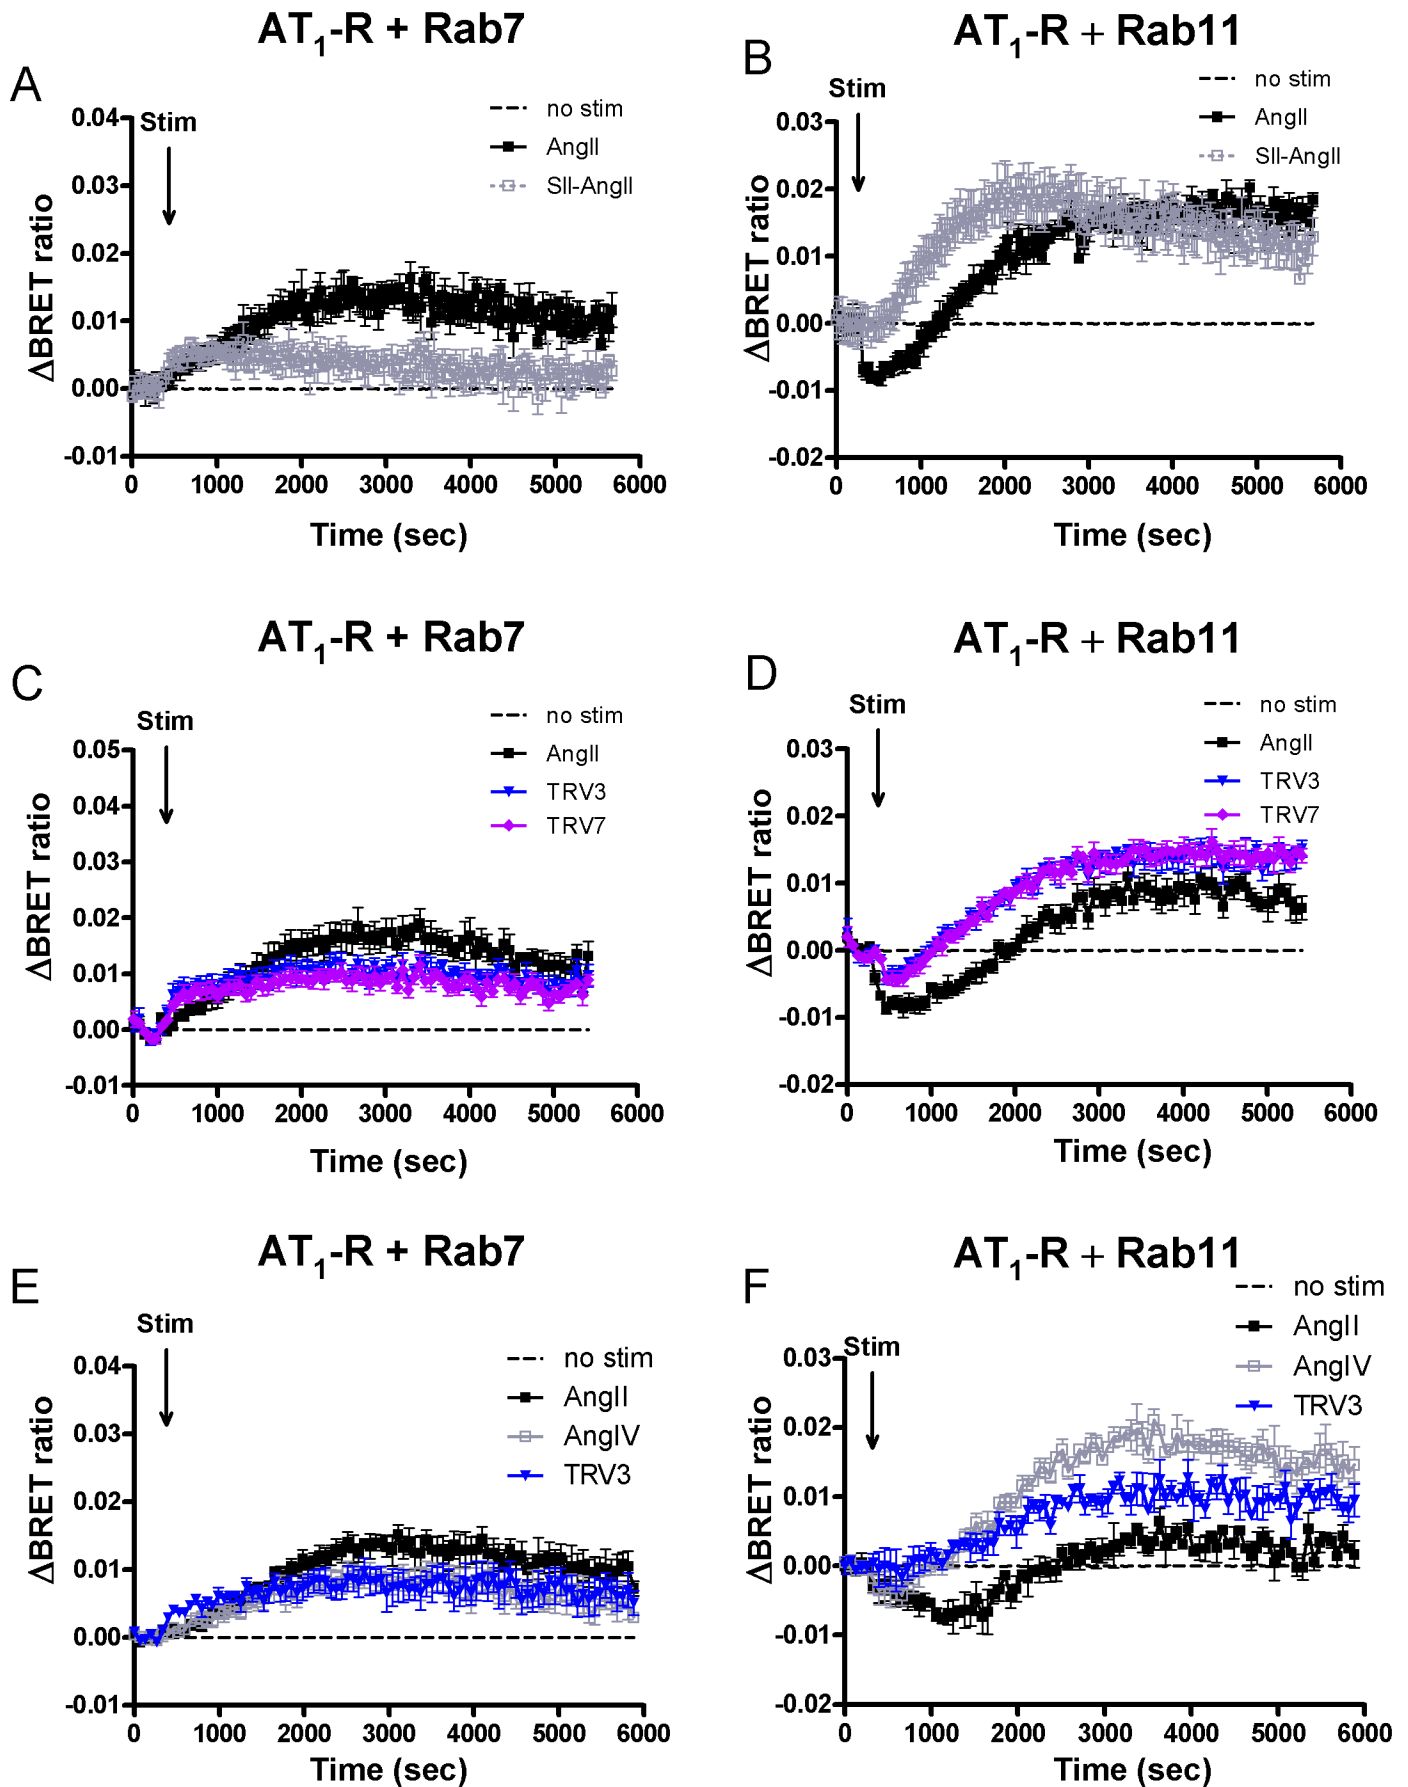 AT1-R + Rab7
A
Stim
no stim
AngII
SII-AngII
0.04
0.03
0.02
0.01
0.00
-0.01
ΔBRET ratio
0 1000 2000 3000 4000 5000 6000
Time (sec)
AT1-R + Rab11
B
Stim
no stim
AngII
SII-AngII
0.03
0.02
0.01
0.00
-0.01
-0.02
ΔBRET ratio
0 1000 2000 3000 4000 5000 6000
Time (sec)
AT1-R + Rab7
C
Stim
no stim
AngII
TRV3
TRV7
0.05
0.04
0.03
0.02
0.01
0.00
-0.01
ΔBRET ratio
0 1000 2000 3000 4000 5000 6000
Time (sec)
AT1-R + Rab11
D
Stim
no stim
AngII
TRV3
TRV7
0.03
0.02
0.01
0.00
-0.01
-0.02
ΔBRET ratio
0 1000 2000 3000 4000 5000 6000
Time (sec)
AT1-R + Rab7
E
Stim
no stim
AngII
AngIV
TRV3
0.04
0.03
0.02
0.01
0.00
-0.01
ΔBRET ratio
0 1000 2000 3000 4000 5000 6000
Time (sec)
AT1-R + Rab11
F
Stim
no stim
AngII
AngIV
TRV3
0.03
0.02
0.01
0.00
-0.01
-0.02
ΔBRET ratio
0 1000 2000 3000 4000 5000 6000
Time (sec)